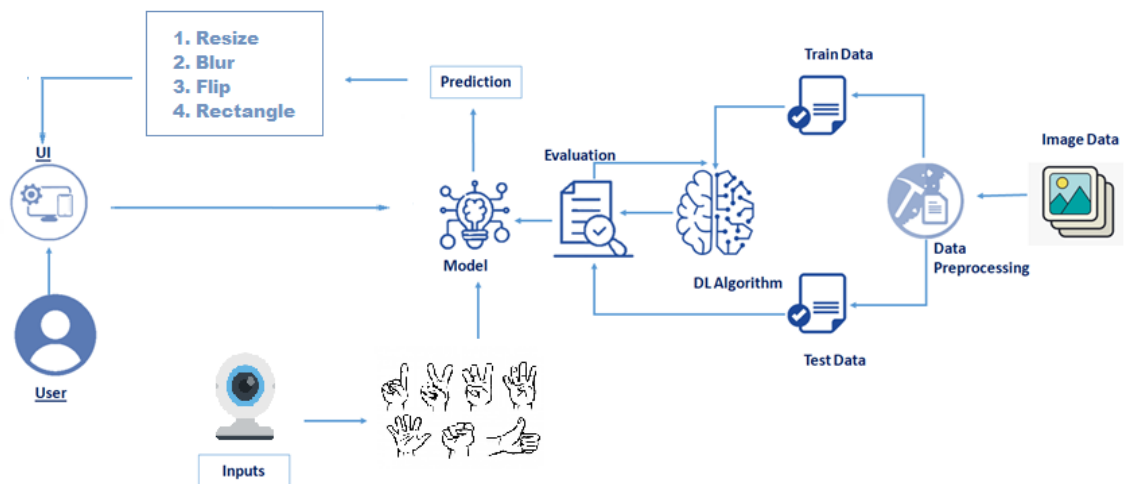 1. Resize
2. Blur
3. Flip
4. Rectangle
Prediction
Train Data
Image Data
UI
Evaluation
Model
DL Algorithm
Data
Preprocessing
Test Data
User
Inputs